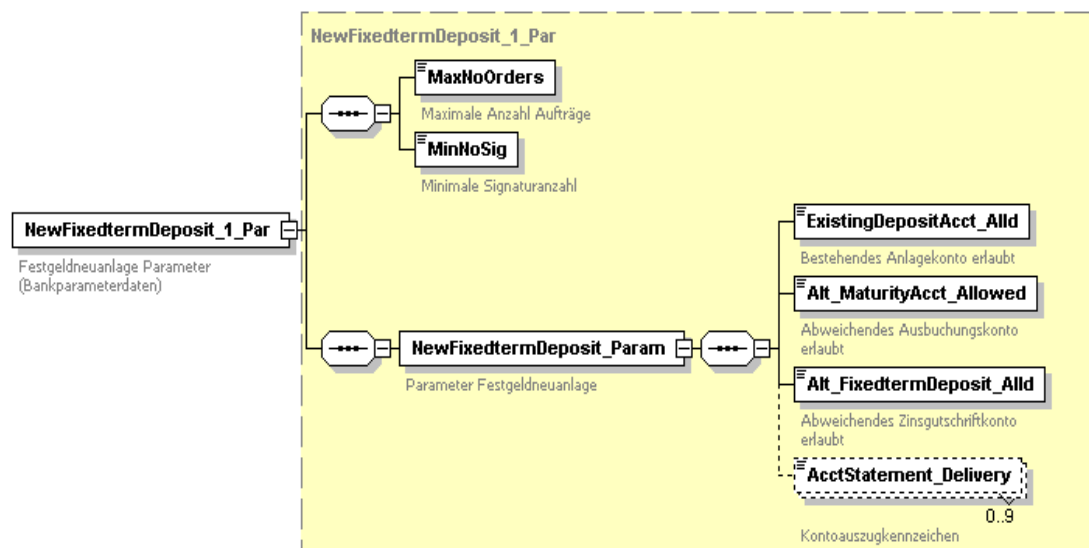 NewFixedtermDeposit_1_Par
MaxNoOrders
Maximale Anzahl Aufträge
MinNoSig
Minimale Signaturanzahl
NewFixedtermDeposit_1_Par
Festgeldneuanlage Parameter
(Bankparameterdaten)
NewFixedtermDeposit_Param
Parameter Festgeldneuanlage
ExistingDepositAcct_Alld
Bestehendes Anlagekonto erlaubt
Alt_MaturityAcct_Allowed
Abweichendes Ausbuchungskonto
erlaubt
Alt_FixedtermDeposit_Alld
Abweichendes Zinsgutschriftkonto
erlaubt
AcctStatement_Delivery
0..9
Kontoauszugkennzeichen